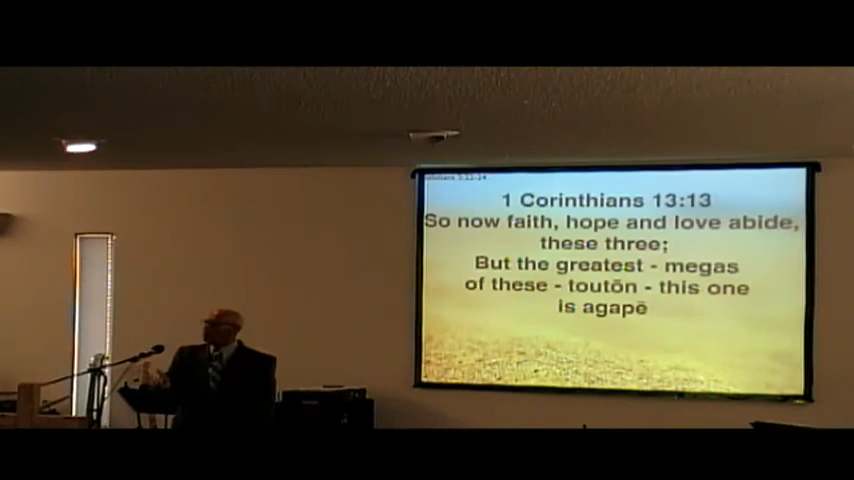 1 Corinthians 13:13
So now faith, hope and love abide,
these three;
But the greatest - megas
of these - toutōn - this one
is agapē